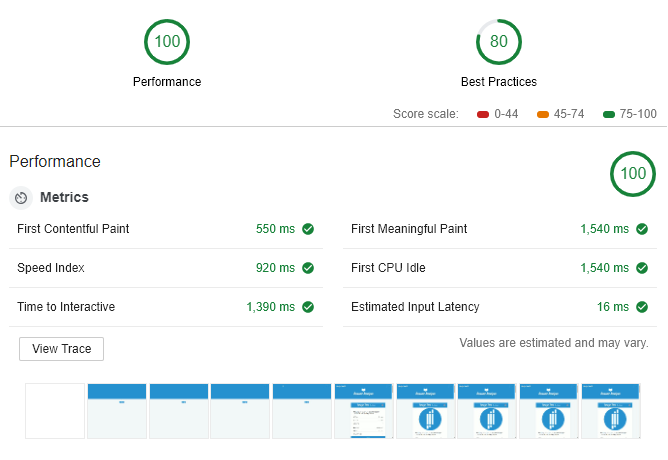 100
80
Performance
Best Practices
Score scale: 0-44 45-74 75-100
Performance
100
Metrics
First Contentful Paint 550 ms
First Meaningful Paint 1,540 ms
Speed Index 920 ms
First CPU Idle 1,540 ms
Time to Interactive 1,390 ms
Estimated Input Latency 16 ms
View Trace
Values are estimated and may vary.